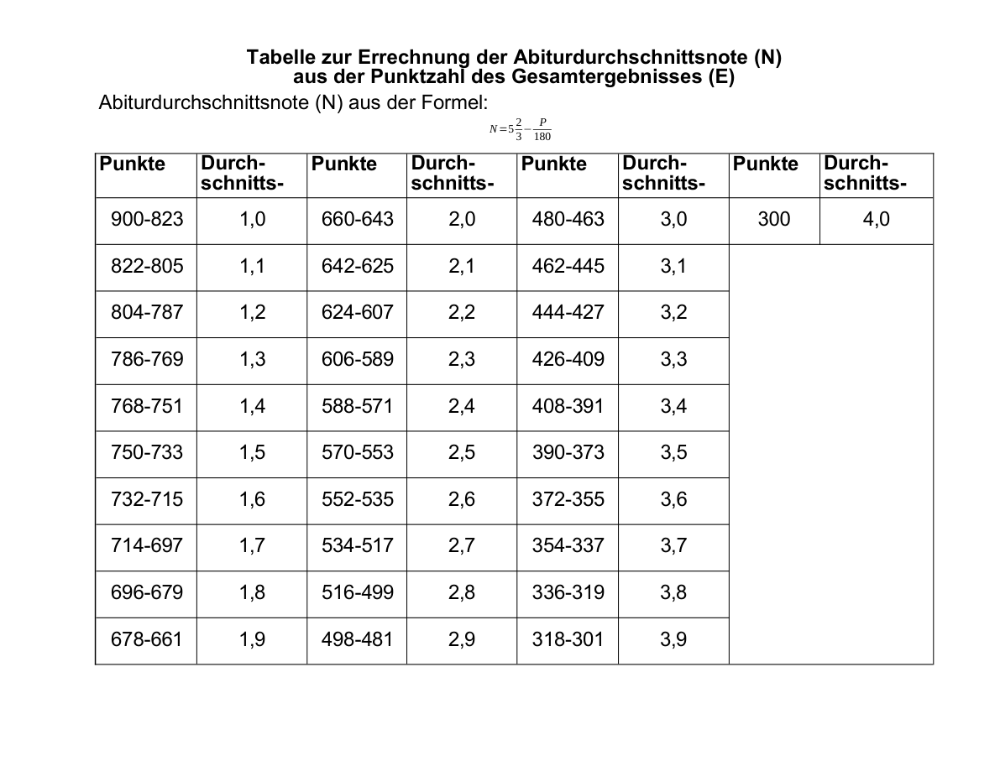 Tabelle zur Errechnung der Abiturdurchschnittsnote (N)
aus der Punktzahl des Gesamtergebnisses (E)
Abiturdurchschnittsnote (N) aus der Formel:
N=5 2/3 − P/180
Punkte Durch- Punkte Durch- Punkte Durch- Punkte Durch-
schnitts- schnitts- schnitts- schnitts-
900-823 1,0 660-643 2,0 480-463 3,0 300 4,0
822-805 1,1 642-625 2,1 462-445 3,1
804-787 1,2 624-607 2,2 444-427 3,2
786-769 1,3 606-589 2,3 426-409 3,3
768-751 1,4 588-571 2,4 408-391 3,4
750-733 1,5 570-553 2,5 390-373 3,5
732-715 1,6 552-535 2,6 372-355 3,6
714-697 1,7 534-517 2,7 354-337 3,7
696-679 1,8 516-499 2,8 336-319 3,8
678-661 1,9 498-481 2,9 318-301 3,9